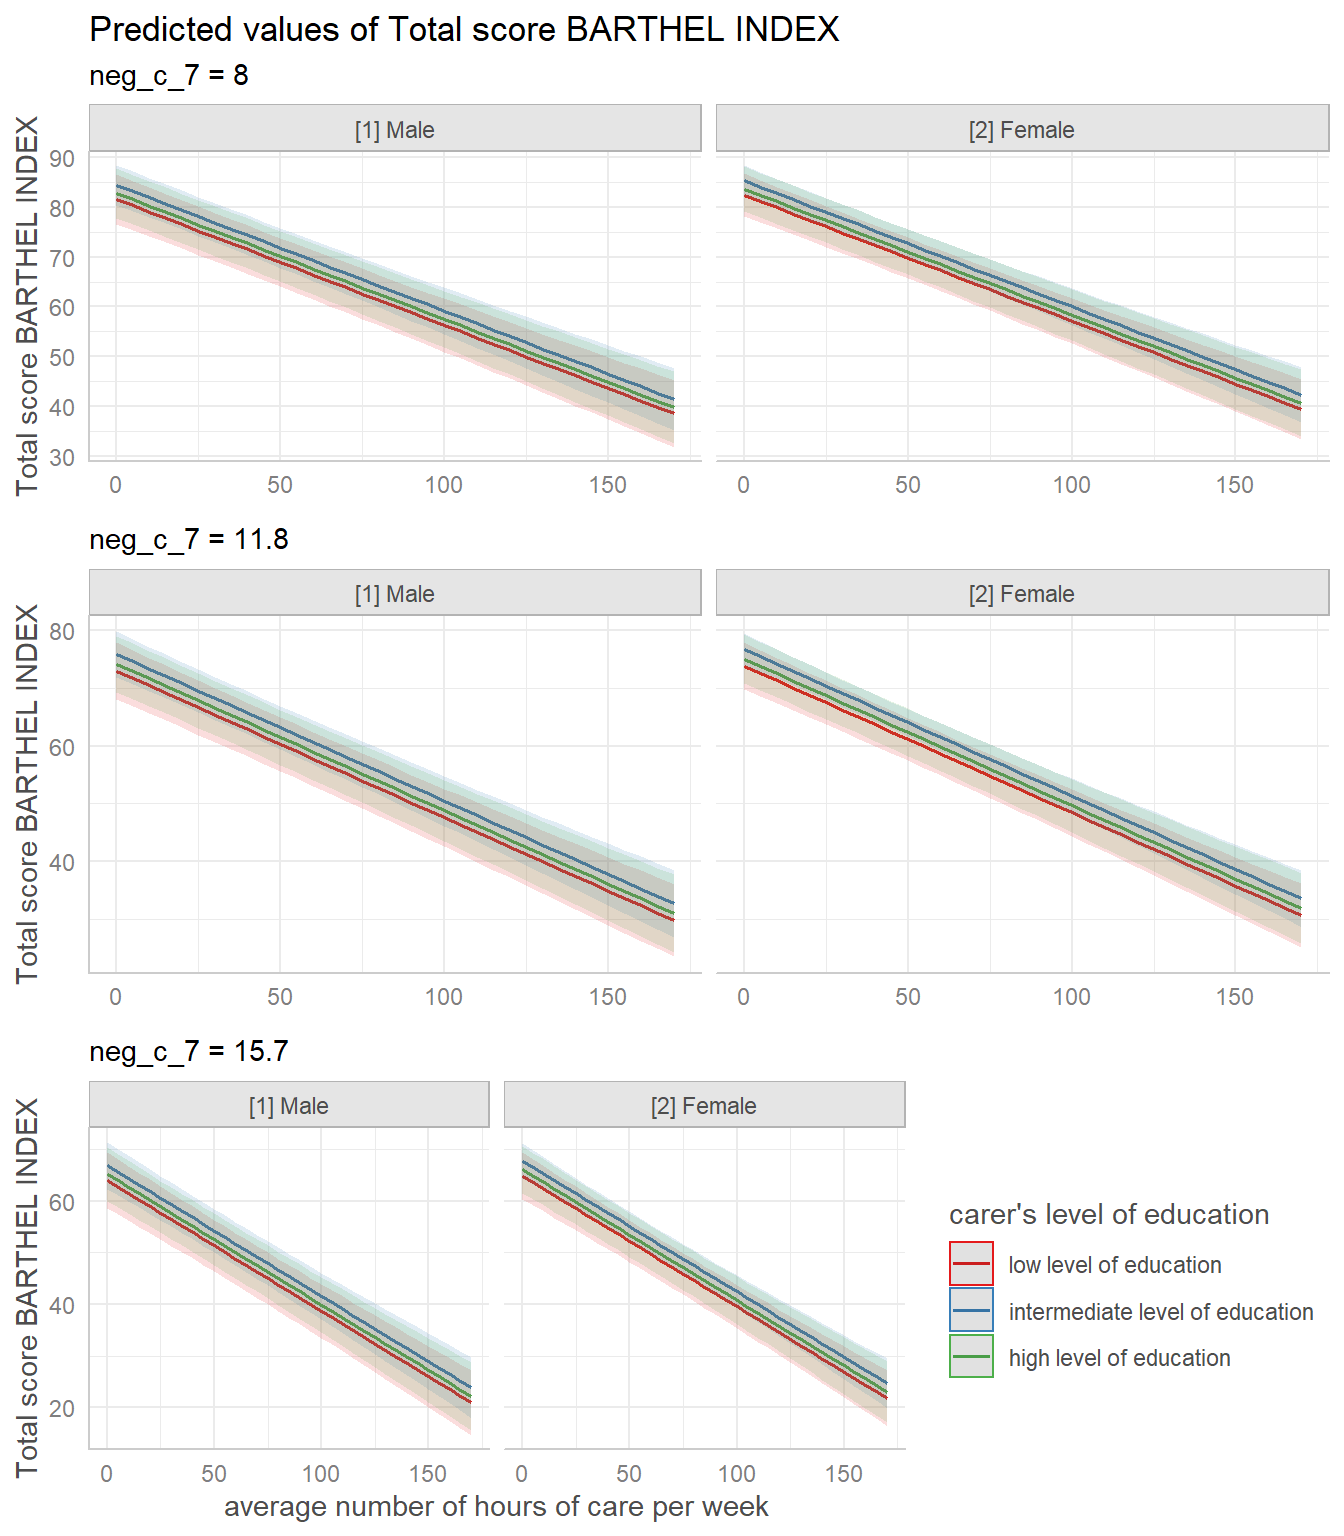 Predicted values of Total score BARTHEL INDEX
neg_c_7 = 8
[1] Male
[2] Female
Total score BARTHEL INDEX
90
80
70
60
50
40
30
0
50
100
150
0
50
100
150
neg_c_7 = 11.8
[1] Male
[2] Female
Total score BARTHEL INDEX
80
60
40
0
50
100
150
0
50
100
150
neg_c_7 = 15.7
[1] Male
[2] Female
Total score BARTHEL INDEX
60
40
20
0
50
100
150
0
50
100
150
average number of hours of care per week
carer's level of education
low level of education
intermediate level of education
high level of education